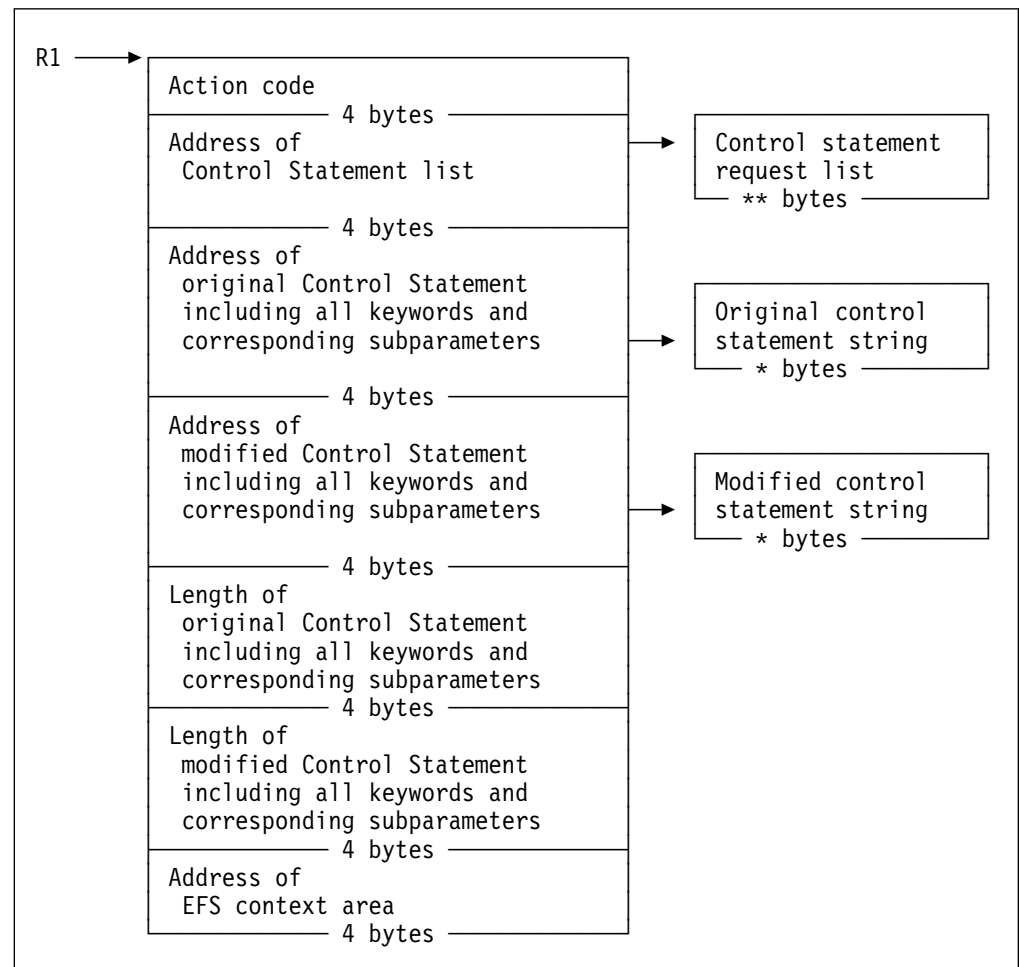 R1
Action code
4 bytes
Address of
Control Statement list
Control statement
request list
** bytes
4 bytes
Address of
original Control Statement
including all keywords and
corresponding subparameters
Original control
statement string
* bytes
4 bytes
Address of
modified Control Statement
including all keywords and
corresponding subparameters
Modified control
statement string
* bytes
4 bytes
Length of
original Control Statement
including all keywords and
corresponding subparameters
4 bytes
Length of
modified Control Statement
including all keywords and
corresponding subparameters
4 bytes
Address of
EFS context area
4 bytes